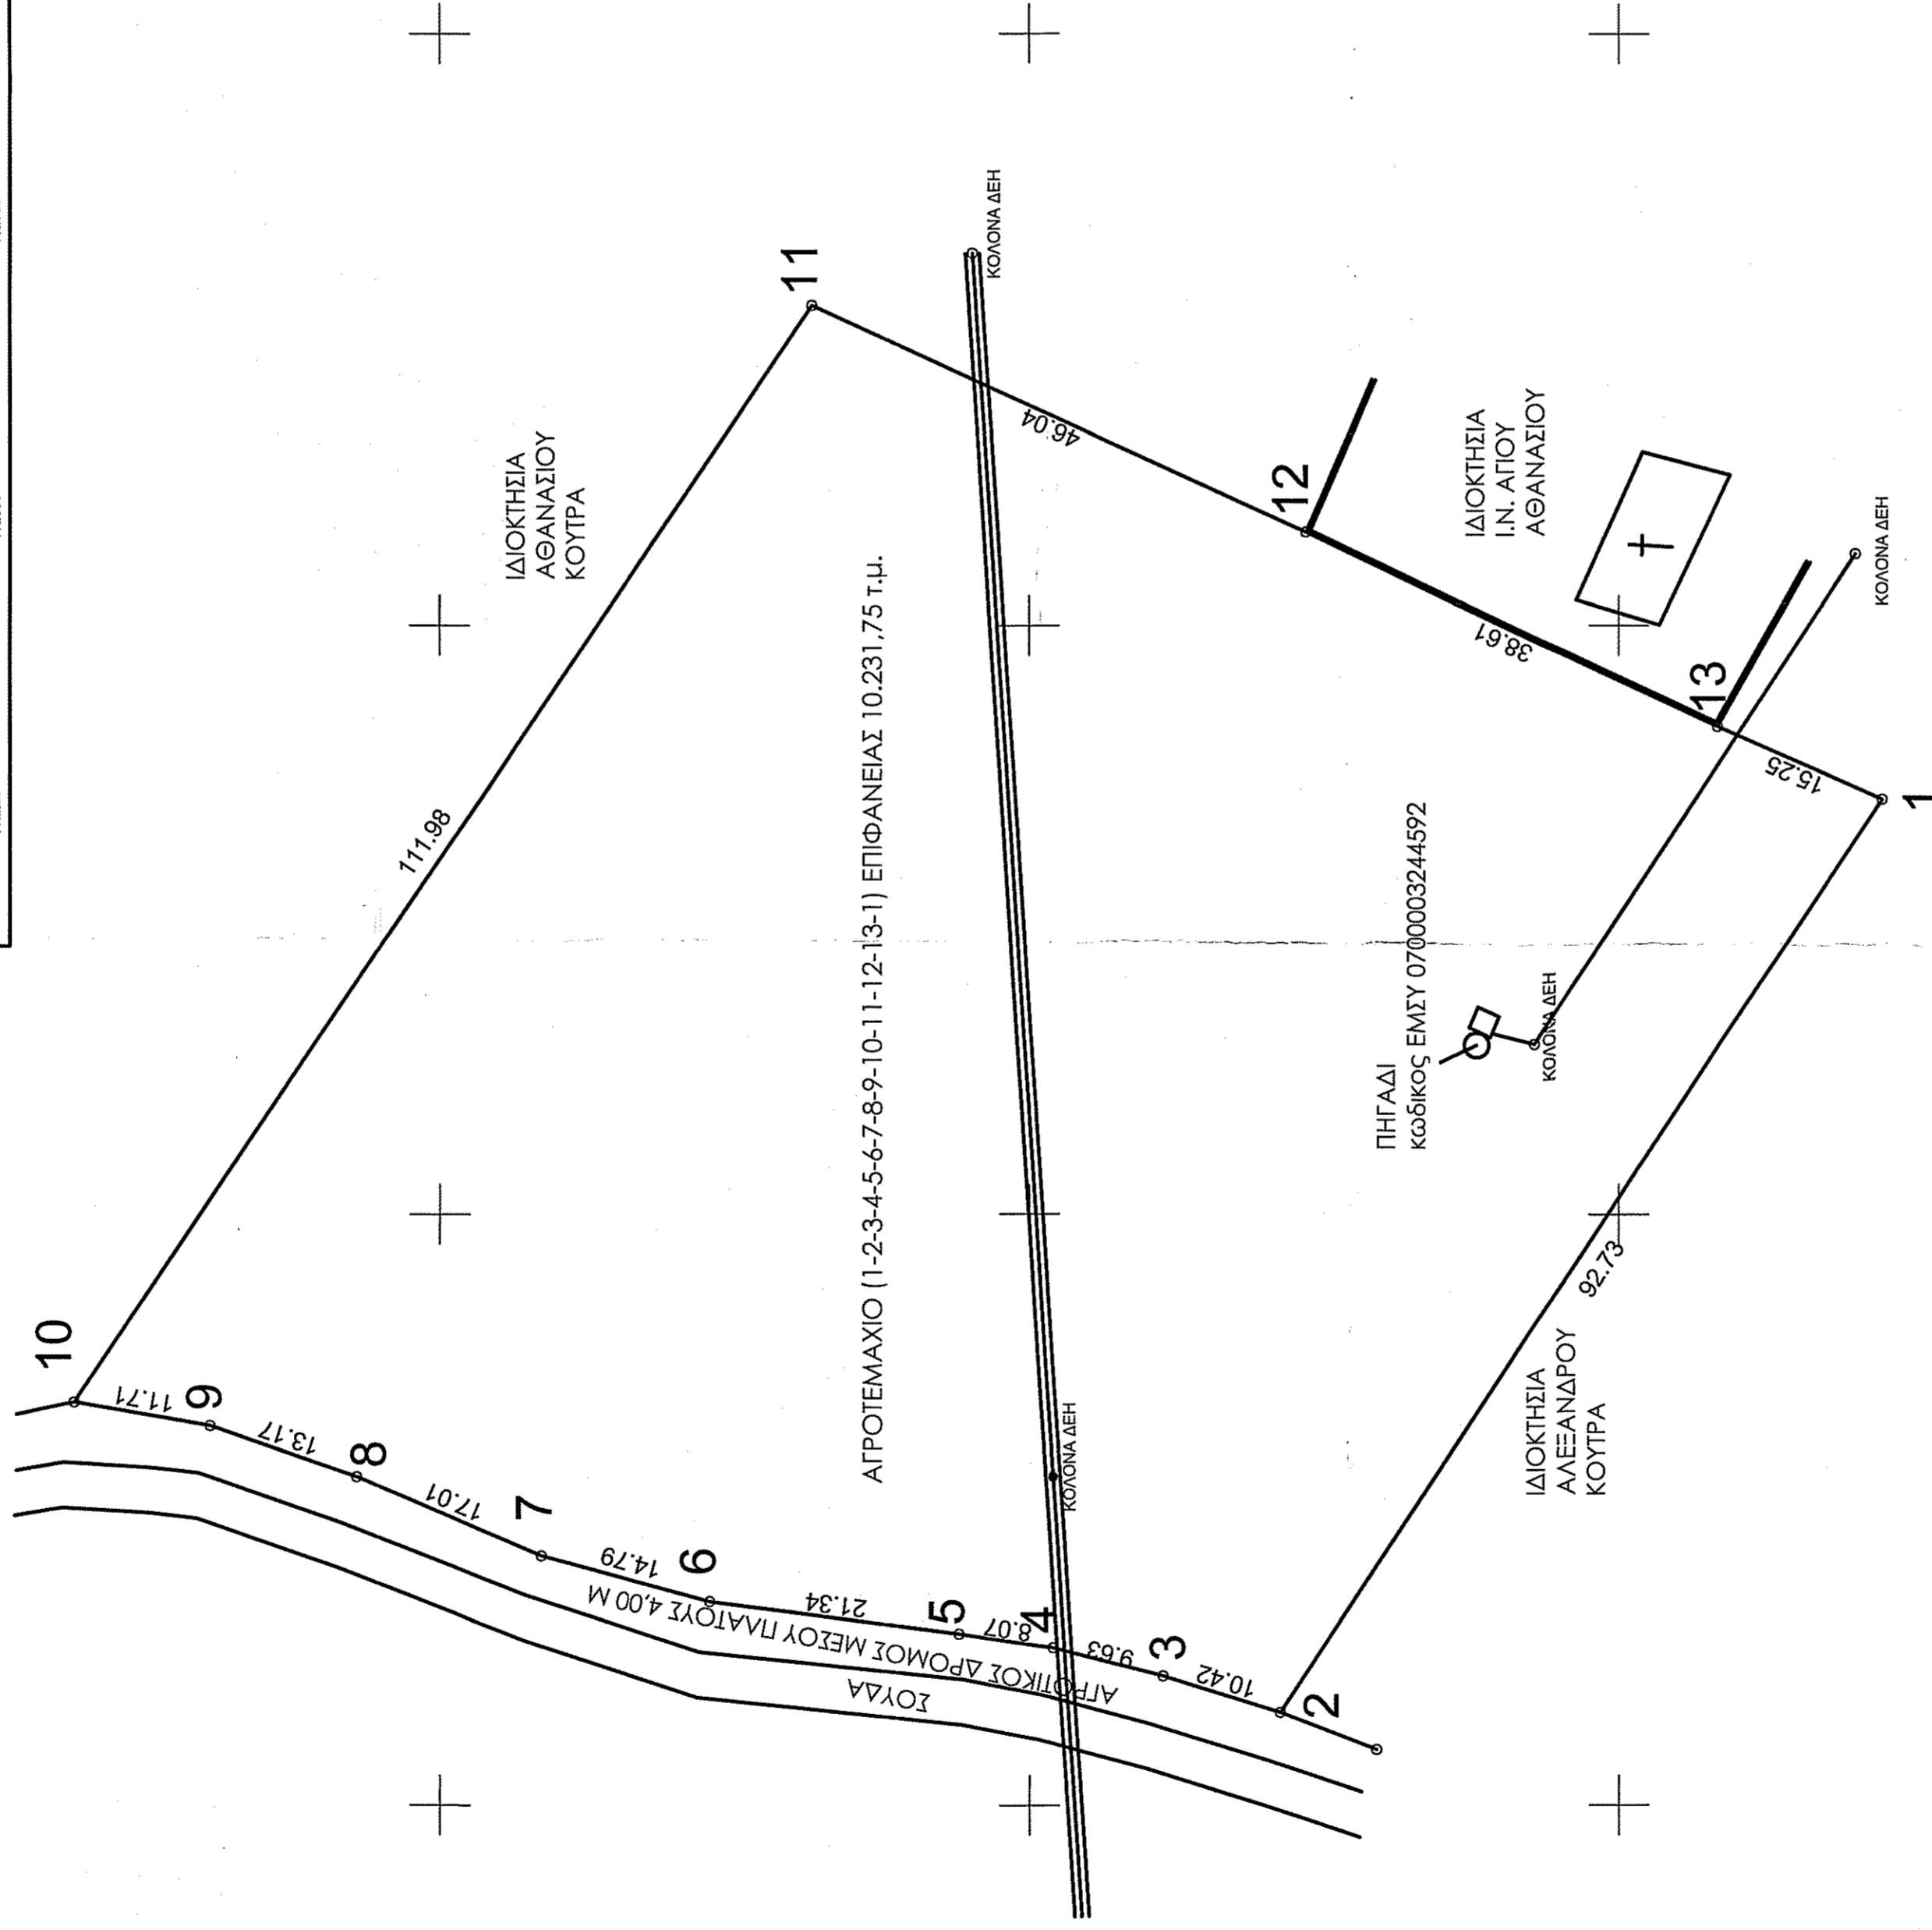 10
11.71
9
13.17
8
17.01
7
14.79
6
21.34
5
8.07
4
9.63
3
10.42
2
ΑΓΡΟΤΙΚΟΣ ΔΡΟΜΟΣ ΜΕΣΟΥ ΠΛΑΤΟΥΣ 4,00 Μ
ΣΟΥΔΑ
111.98
ΙΔΙΟΚΤΗΣΙΑ
ΑΘΑΝΑΣΙΟΥ
ΚΟΥΤΡΑ
11
ΚΟΛΟΝΑ ΔΕΗ
46.04
12
ΑΓΡΟΤΕΜΑΧΙΟ (1-2-3-4-5-6-7-8-9-10-11-12-13-1) ΕΠΙΦΑΝΕΙΑΣ 10.231,75 τ.μ.
ΚΟΛΟΝΑ ΔΕΗ
ΙΔΙΟΚΤΗΣΙΑ
Ι.Ν. ΑΓΙΟΥ
ΑΘΑΝΑΣΙΟΥ
38.61
13
15.25
ΚΟΛΟΝΑ ΔΕΗ
1
ΠΗΓΑΔΙ
κωδικος ΕΜΣΥ 0700003244592
ΚΟΛΟΝΑ ΔΕΗ
92.73
ΙΔΙΟΚΤΗΣΙΑ
ΑΛΕΞΑΝΔΡΟΥ
ΚΟΥΤΡΑ